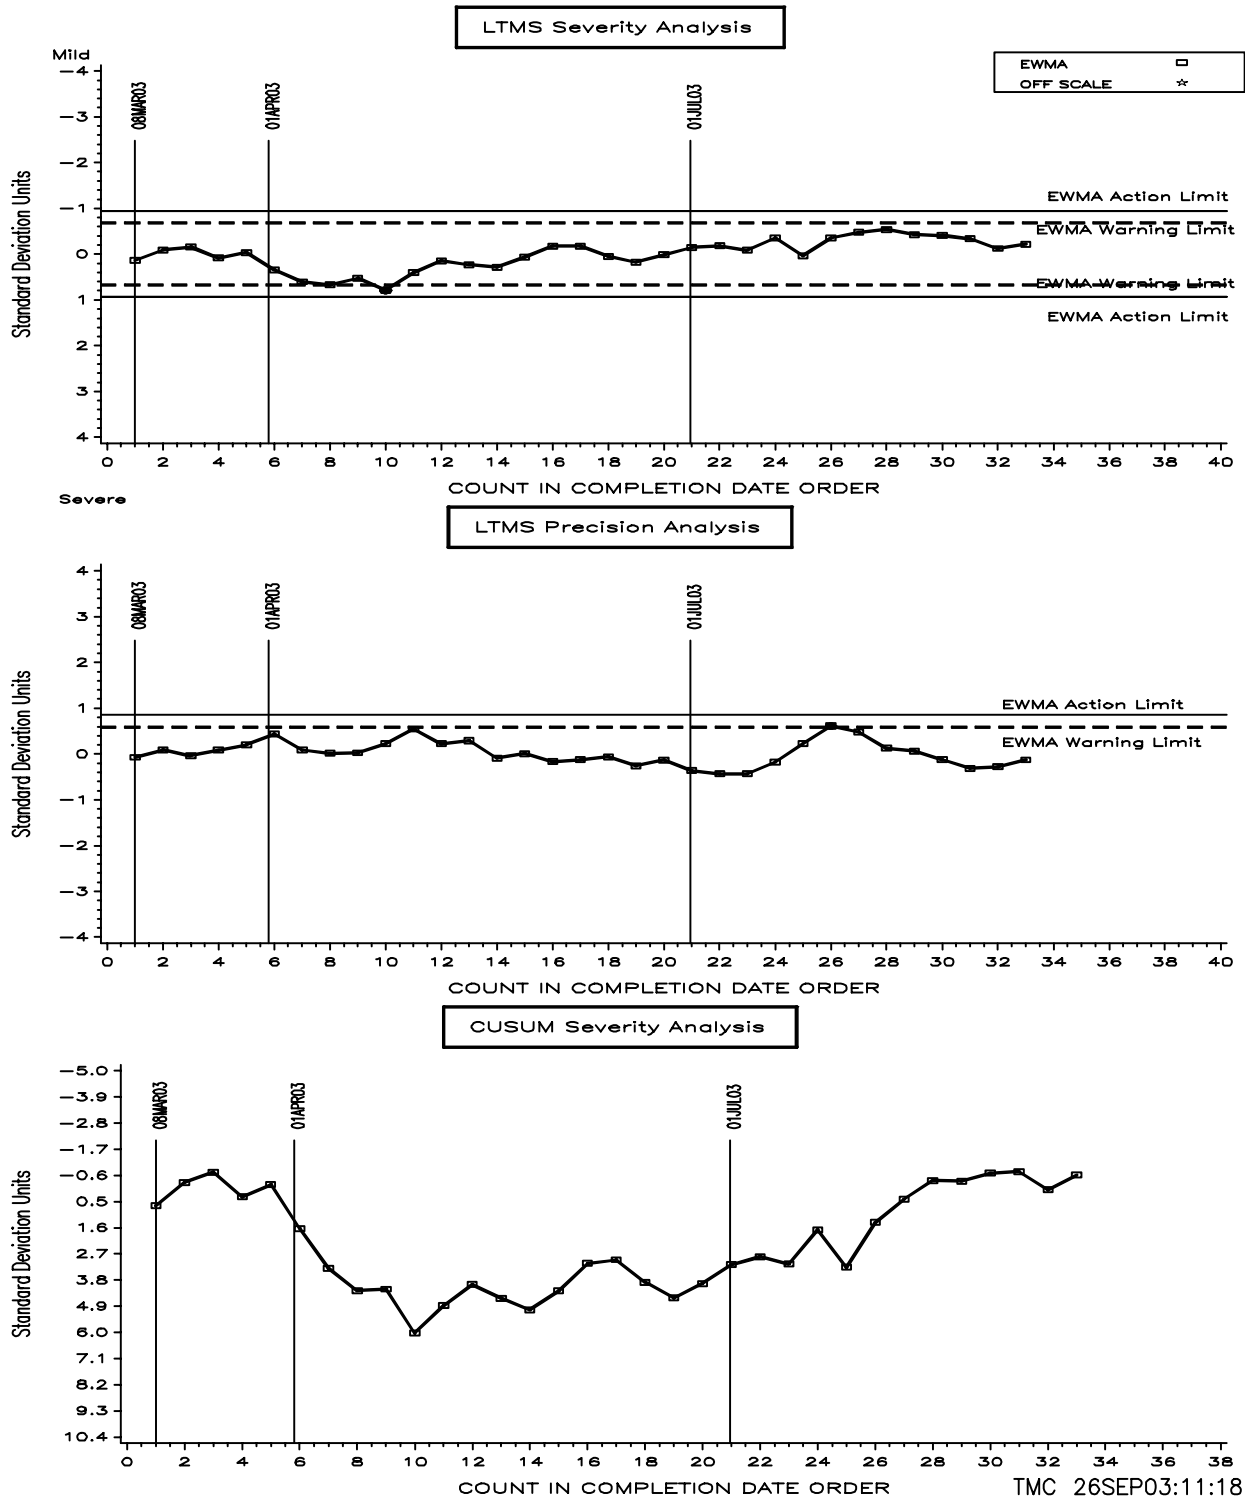 LTMS Severity Analysis
Mild
EWMA
OFF SCALE
-4
-3
-2
-1
0
1
2
3
4
Standard Deviation Units
08MAR03
01APR03
01JUL03
EWMA Action Limit
EWMA Warning Limit
EWMA Warning Limit
EWMA Action Limit
0 2 4 6 8 10 12 14 16 18 20 22 24 26 28 30 32 34 36 38 40
COUNT IN COMPLETION DATE ORDER
Severe
LTMS Precision Analysis
4
3
2
1
0
-1
-2
-3
-4
Standard Deviation Units
08MAR03
01APR03
01JUL03
EWMA Action Limit
EWMA Warning Limit
0 2 4 6 8 10 12 14 16 18 20 22 24 26 28 30 32 34 36 38 40
COUNT IN COMPLETION DATE ORDER
CUSUM Severity Analysis
-5.0
-3.9
-2.8
-1.7
-0.6
0.5
1.6
2.7
3.8
4.9
6.0
7.1
8.2
9.3
10.4
Standard Deviation Units
08MAR03
01APR03
01JUL03
0 2 4 6 8 10 12 14 16 18 20 22 24 26 28 30 32 34 36 38
COUNT IN COMPLETION DATE ORDER
TMC 26SEP03:11:18